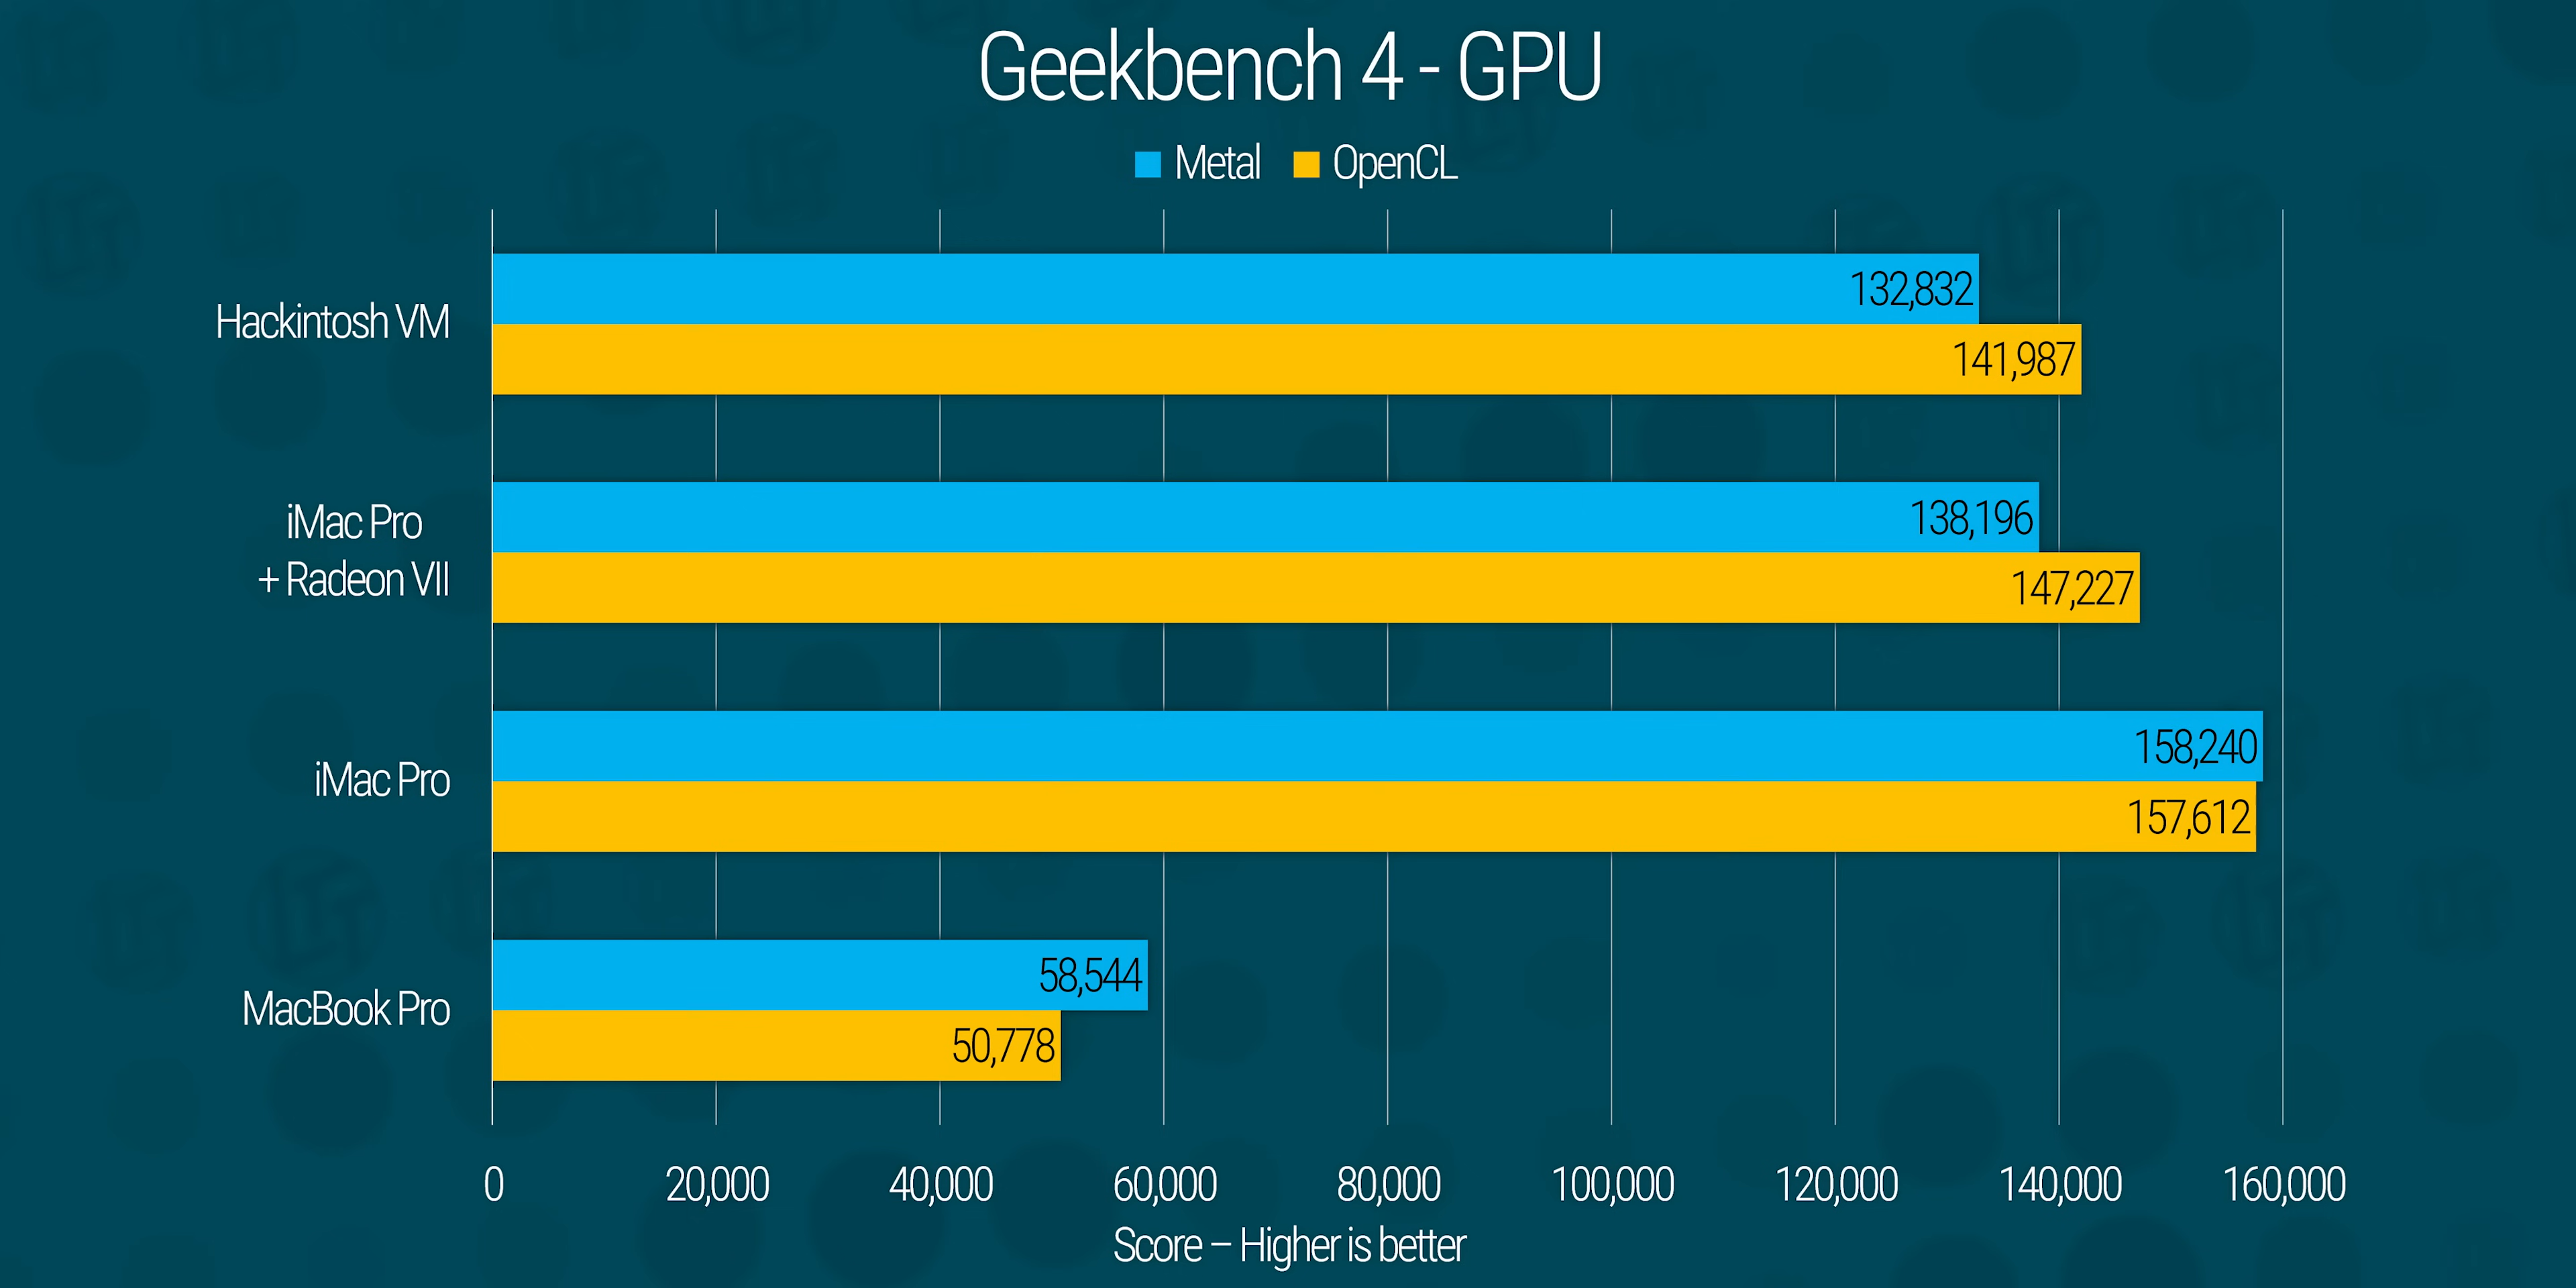 Geekbench 4 - GPU
Metal OpenCL
Hackintosh VM
132,832
141,987
iMac Pro
+ Radeon VII
138,196
147,227
iMac Pro
158,240
157,612
MacBook Pro
58,544
50,778
0 20,000 40,000 60,000 80,000 100,000 120,000 140,000 160,000
Score – Higher is better